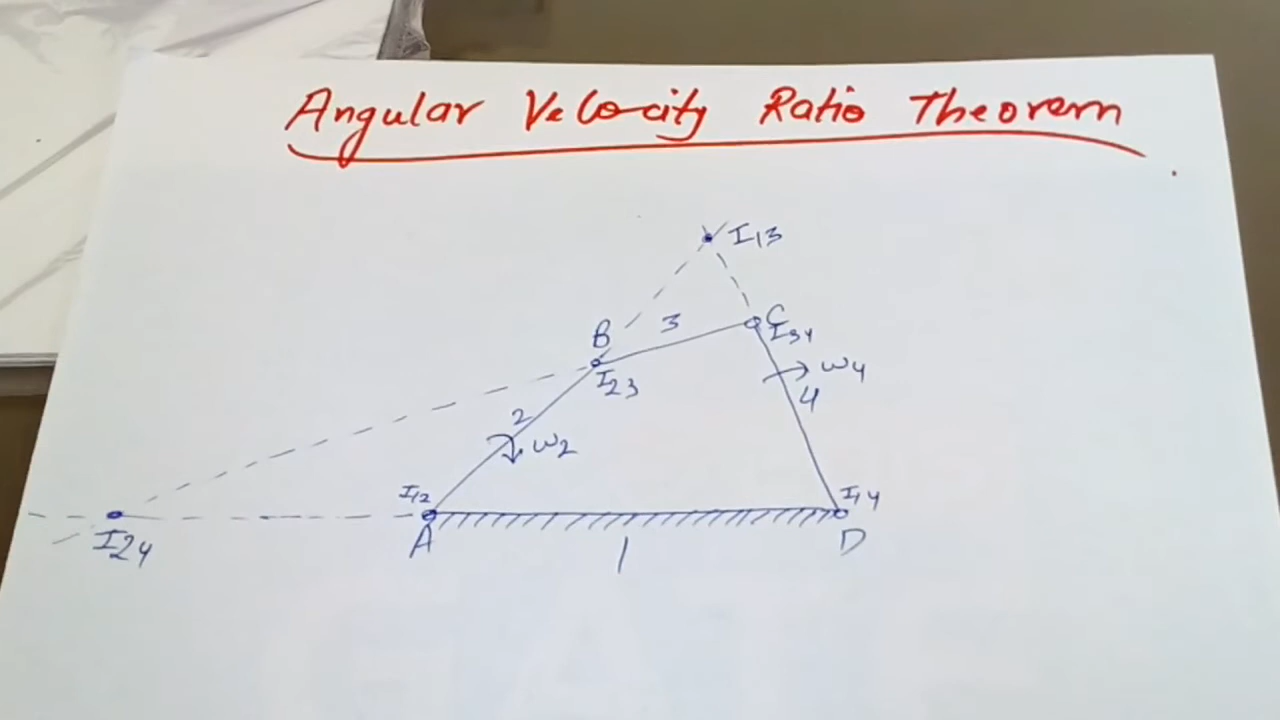 Angular Velocity Ratio Theorem
I13
B
3
C
I34
I23
ω4
4
2
ω2
I12
I14
I24
A
1
D